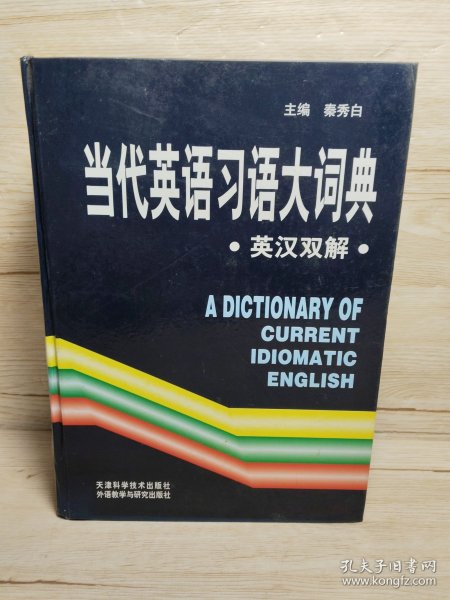 主编 秦秀白
当代英语习语大词典
·英汉双解·
A DICTIONARY OF
CURRENT
IDIOMATIC
ENGLISH
天津科学技术出版社
外语教学与研究出版社
孔夫子旧书网
www.kongfz.com